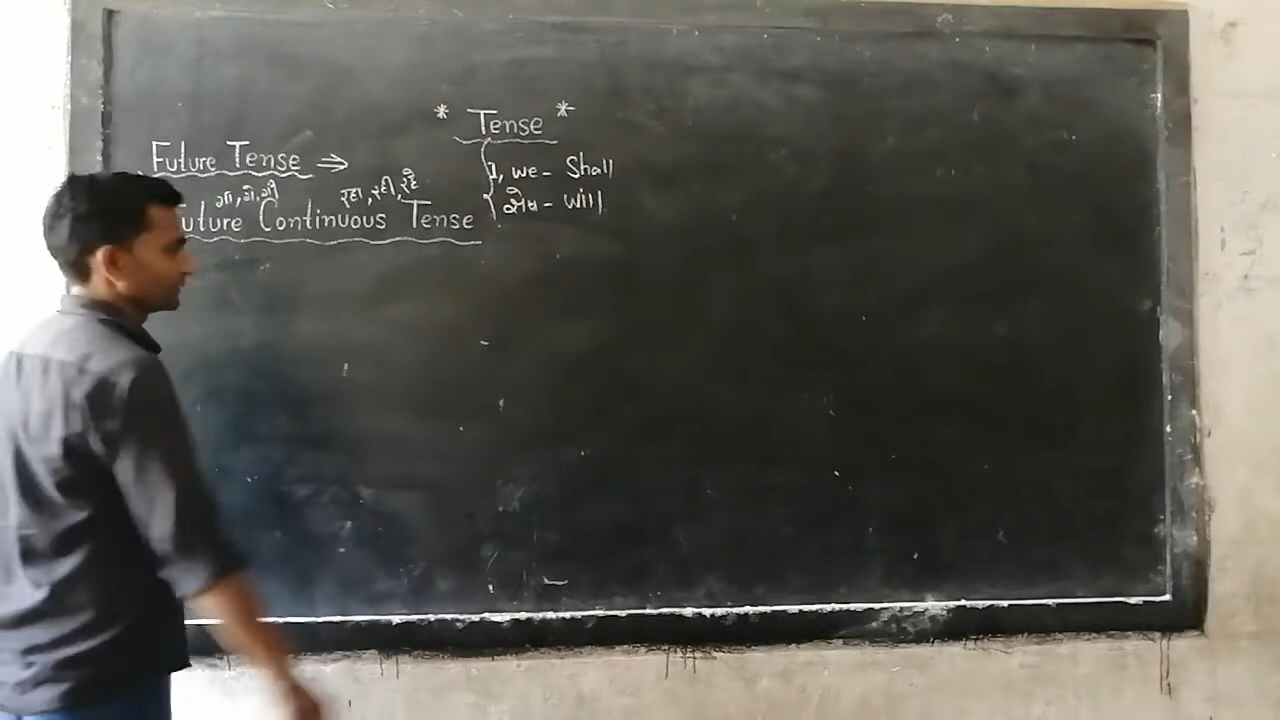 * Tense *
Future Tense ⇒
I, we - Shall
शेष - will
गा, गे, गी रहा, रही, रहे
Future Continuous Tense